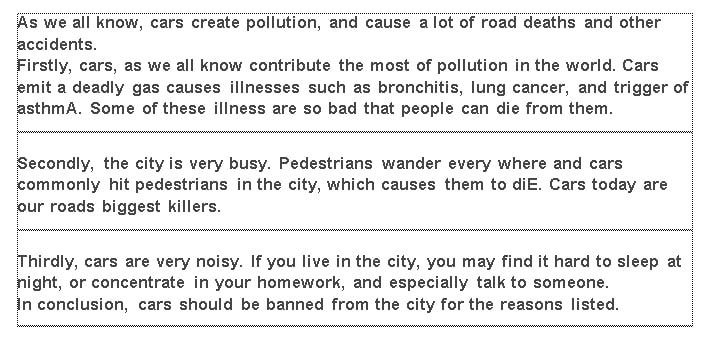 As we all know, cars create pollution, and cause a lot of road deaths and other
accidents.
Firstly, cars, as we all know contribute the most of pollution in the world. Cars
emit a deadly gas causes illnesses such as bronchitis, lung cancer, and trigger of
asthmA. Some of these illness are so bad that people can die from them.
Secondly, the city is very busy. Pedestrians wander every where and cars
commonly hit pedestrians in the city, which causes them to diE. Cars today are
our roads biggest killers.
Thirdly, cars are very noisy. If you live in the city, you may find it hard to sleep at
night, or concentrate in your homework, and especially talk to someone.
In conclusion, cars should be banned from the city for the reasons listed.